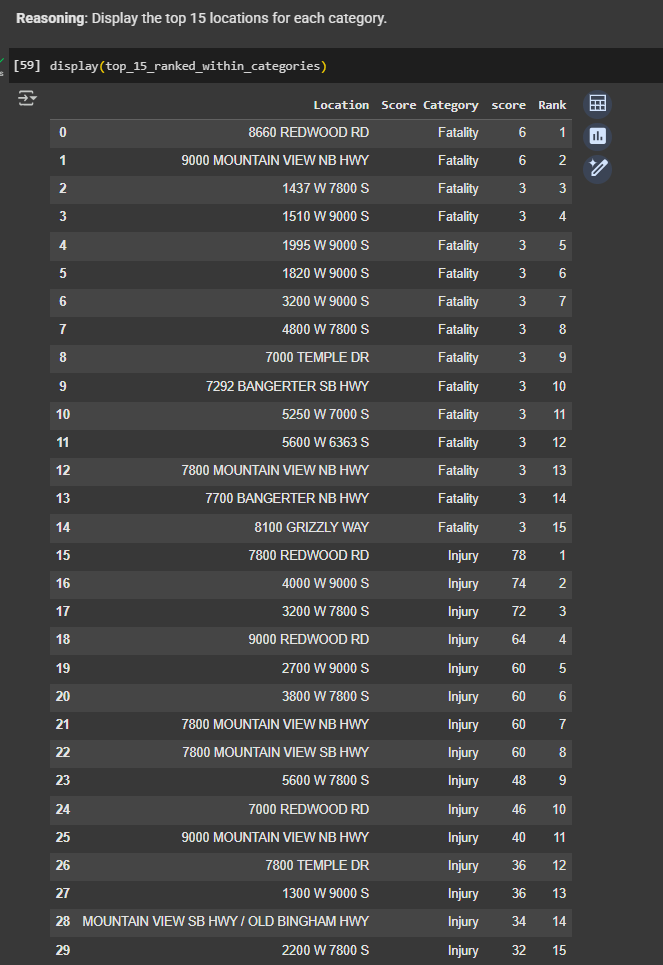 Reasoning: Display the top 15 locations for each category.
[59] display(top_15_ranked_within_categories)
Location Score Category score Rank
0 8660 REDWOOD RD Fatality 6 1
1 9000 MOUNTAIN VIEW NB HWY Fatality 6 2
2 1437 W 7800 S Fatality 3 3
3 1510 W 9000 S Fatality 3 4
4 1995 W 9000 S Fatality 3 5
5 1820 W 9000 S Fatality 3 6
6 3200 W 9000 S Fatality 3 7
7 4800 W 7800 S Fatality 3 8
8 7000 TEMPLE DR Fatality 3 9
9 7292 BANGERTER SB HWY Fatality 3 10
10 5250 W 7000 S Fatality 3 11
11 5600 W 6363 S Fatality 3 12
12 7800 MOUNTAIN VIEW NB HWY Fatality 3 13
13 7700 BANGERTER NB HWY Fatality 3 14
14 8100 GRIZZLY WAY Fatality 3 15
15 7800 REDWOOD RD Injury 78 1
16 4000 W 9000 S Injury 74 2
17 3200 W 7800 S Injury 72 3
18 9000 REDWOOD RD Injury 64 4
19 2700 W 9000 S Injury 60 5
20 3800 W 7800 S Injury 60 6
21 7800 MOUNTAIN VIEW NB HWY Injury 60 7
22 7800 MOUNTAIN VIEW SB HWY Injury 60 8
23 5600 W 7800 S Injury 48 9
24 7000 REDWOOD RD Injury 46 10
25 9000 MOUNTAIN VIEW NB HWY Injury 40 11
26 7800 TEMPLE DR Injury 36 12
27 1300 W 9000 S Injury 36 13
28 MOUNTAIN VIEW SB HWY / OLD BINGHAM HWY Injury 34 14
29 2200 W 7800 S Injury 32 15